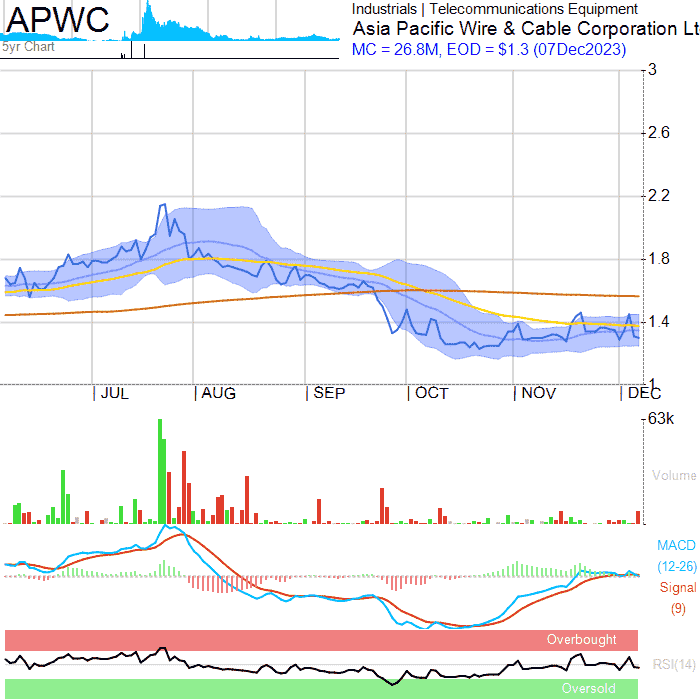 APWC
5yr Chart
Industrials | Telecommunications Equipment
Asia Pacific Wire & Cable Corporation Lt
MC = 26.8M, EOD = $1.3 (07Dec2023)
3
2.6
2.2
1.8
1.4
1
JUL AUG SEP OCT NOV DEC
63k
Volume
MACD
(12-26)
Signal
(9)
Overbought
RSI(14)
Oversold